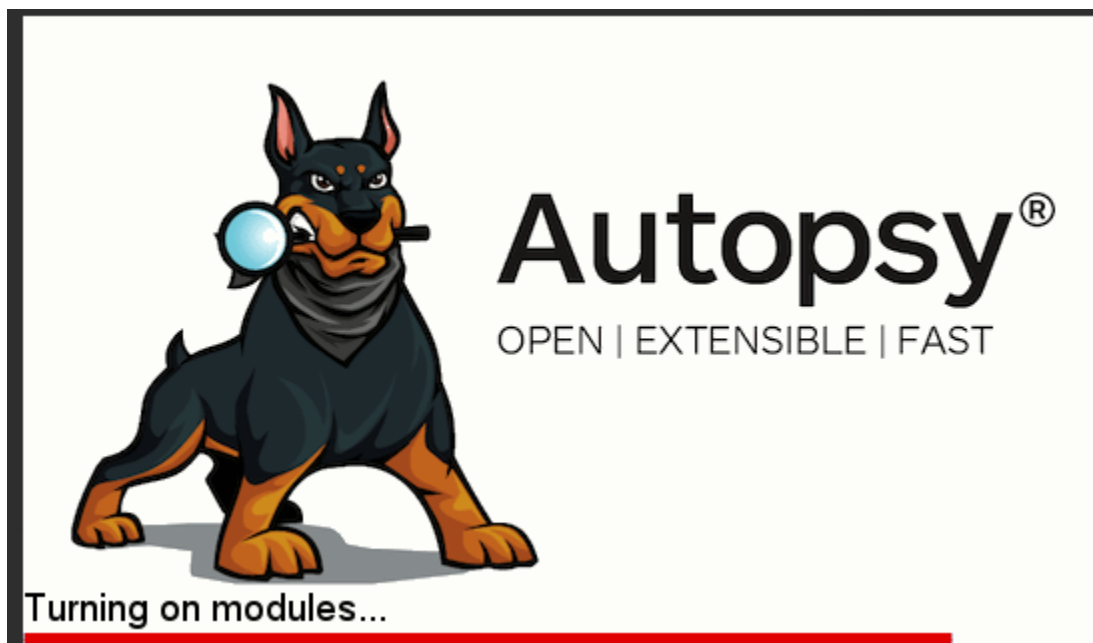 Autopsy®
OPEN | EXTENSIBLE | FAST
Turning on modules...